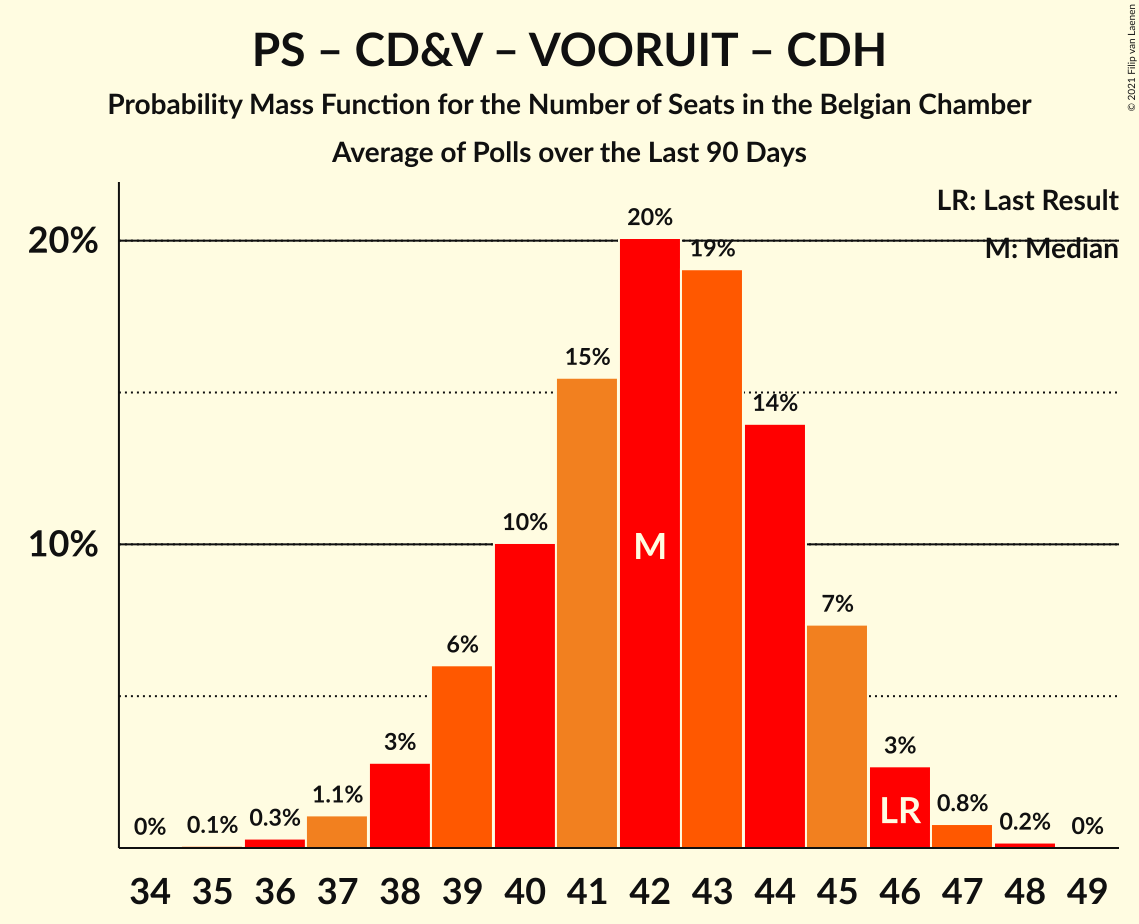 PS – CD&V – VOORUIT – CDH
Probability Mass Function for the Number of Seats in the Belgian Chamber
Average of Polls over the Last 90 Days
© 2021 Filip van Laenen
LR: Last Result
M: Median
20%
10%
0%
0.1%
0.3%
1.1%
3%
6%
10%
15%
20%
19%
14%
7%
3%
0.8%
0.2%
0%
M
LR
34 35 36 37 38 39 40 41 42 43 44 45 46 47 48 49